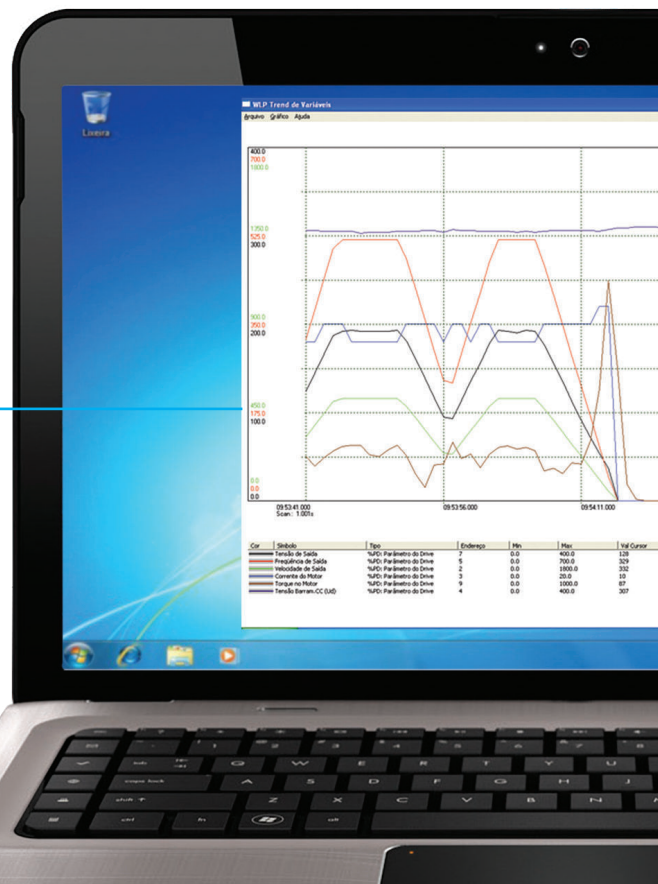 Lixeira
WLP Trend de Variáveis
Arquivo Gráfico Ajuda
400.0
700.0
1800.0
1350.0
525.0
300.0
900.0
350.0
200.0
450.0
175.0
100.0
0.0
0.0
0.0
09:53:41.000 09:53:56.000 09:54:11.000
Scan: 1.001s
Cor Símbolo Tipo Endereço Min Max Val Cursor
Tensão de Saída %PD: Parâmetro do Drive 7 0.0 400.0 128
Freqüência de Saída %PD: Parâmetro do Drive 5 0.0 700.0 329
Velocidade de Saída %PD: Parâmetro do Drive 2 0.0 1800.0 332
Corrente do Motor %PD: Parâmetro do Drive 3 0.0 20.0 10
Torque no Motor %PD: Parâmetro do Drive 9 0.0 1000.0 87
Tensão Barram.CC (Ud) %PD: Parâmetro do Drive 4 0.0 400.0 307
Q W E R T Y U
caps lock A S D F G H J
shift Z X C V B N
ctrl fn alt